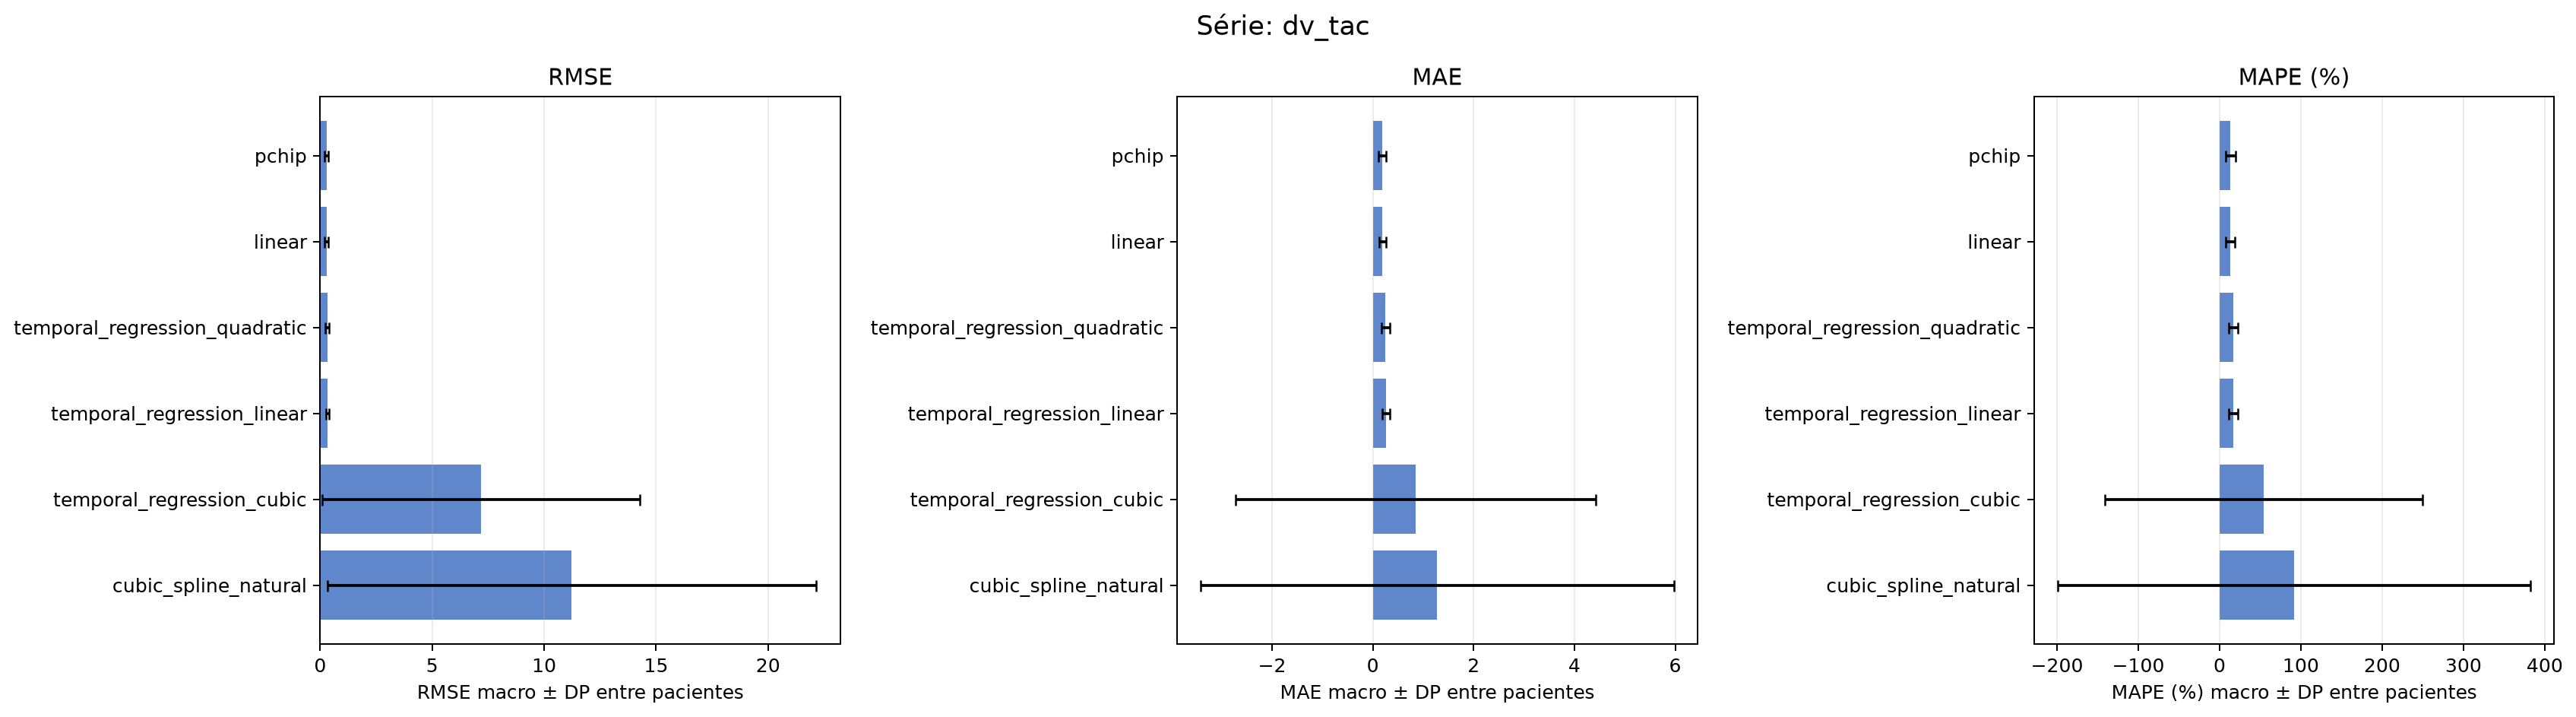 Série: dv_tac
RMSE
pchip
linear
temporal_regression_quadratic
temporal_regression_linear
temporal_regression_cubic
cubic_spline_natural
0 5 10 15 20
RMSE macro ± DP entre pacientes
MAE
pchip
linear
temporal_regression_quadratic
temporal_regression_linear
temporal_regression_cubic
cubic_spline_natural
−2 0 2 4 6
MAE macro ± DP entre pacientes
MAPE (%)
pchip
linear
temporal_regression_quadratic
temporal_regression_linear
temporal_regression_cubic
cubic_spline_natural
−200 −100 0 100 200 300 400
MAPE (%) macro ± DP entre pacientes